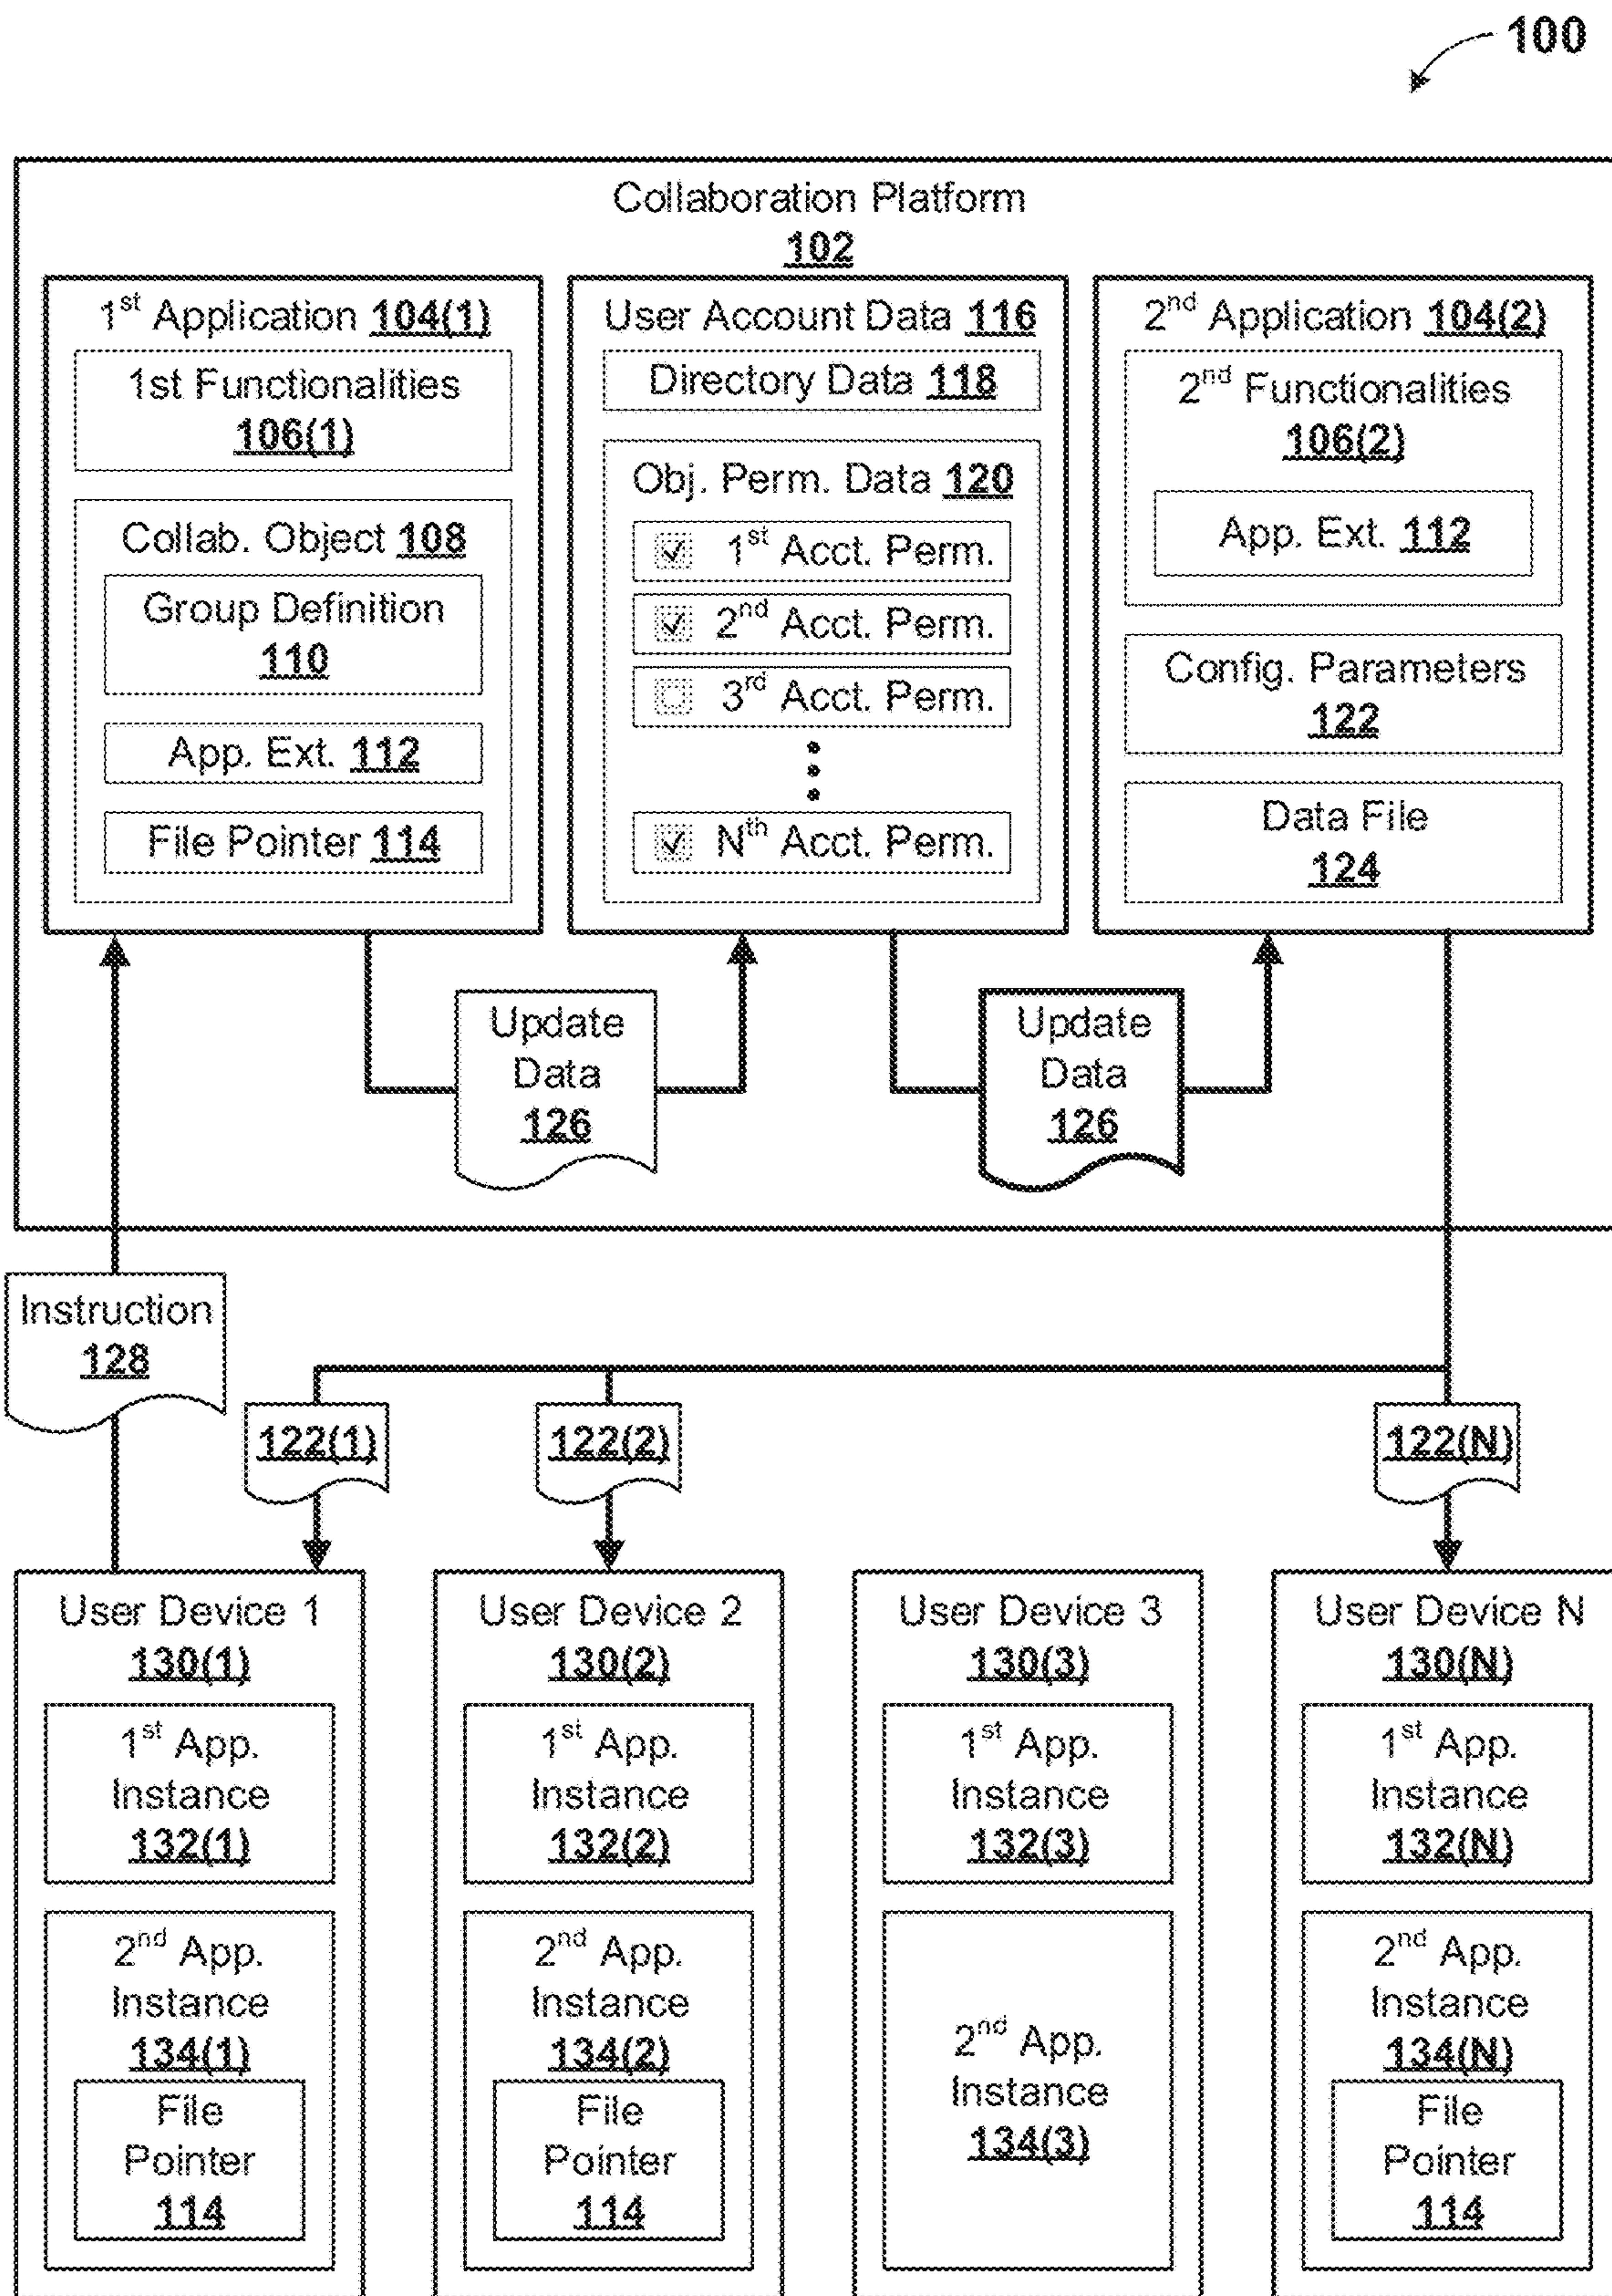 100
Collaboration Platform
102
1st Application 104(1)
1st Functionalities
106(1)
Collab. Object 108
Group Definition
110
App. Ext. 112
File Pointer 114
User Account Data 116
Directory Data 118
Obj. Perm. Data 120
1st Acct. Perm.
2nd Acct. Perm.
3rd Acct. Perm.
Nth Acct. Perm.
2nd Application 104(2)
2nd Functionalities
106(2)
App. Ext. 112
Config. Parameters
122
Data File
124
Update
Data
126
Update
Data
126
Instruction
128
122(1)
122(2)
122(N)
User Device 1
130(1)
1st App.
Instance
132(1)
2nd App.
Instance
134(1)
File
Pointer
114
User Device 2
130(2)
1st App.
Instance
132(2)
2nd App.
Instance
134(2)
File
Pointer
114
User Device 3
130(3)
1st App.
Instance
132(3)
2nd App.
Instance
134(3)
User Device N
130(N)
1st App.
Instance
132(N)
2nd App.
Instance
134(N)
File
Pointer
114